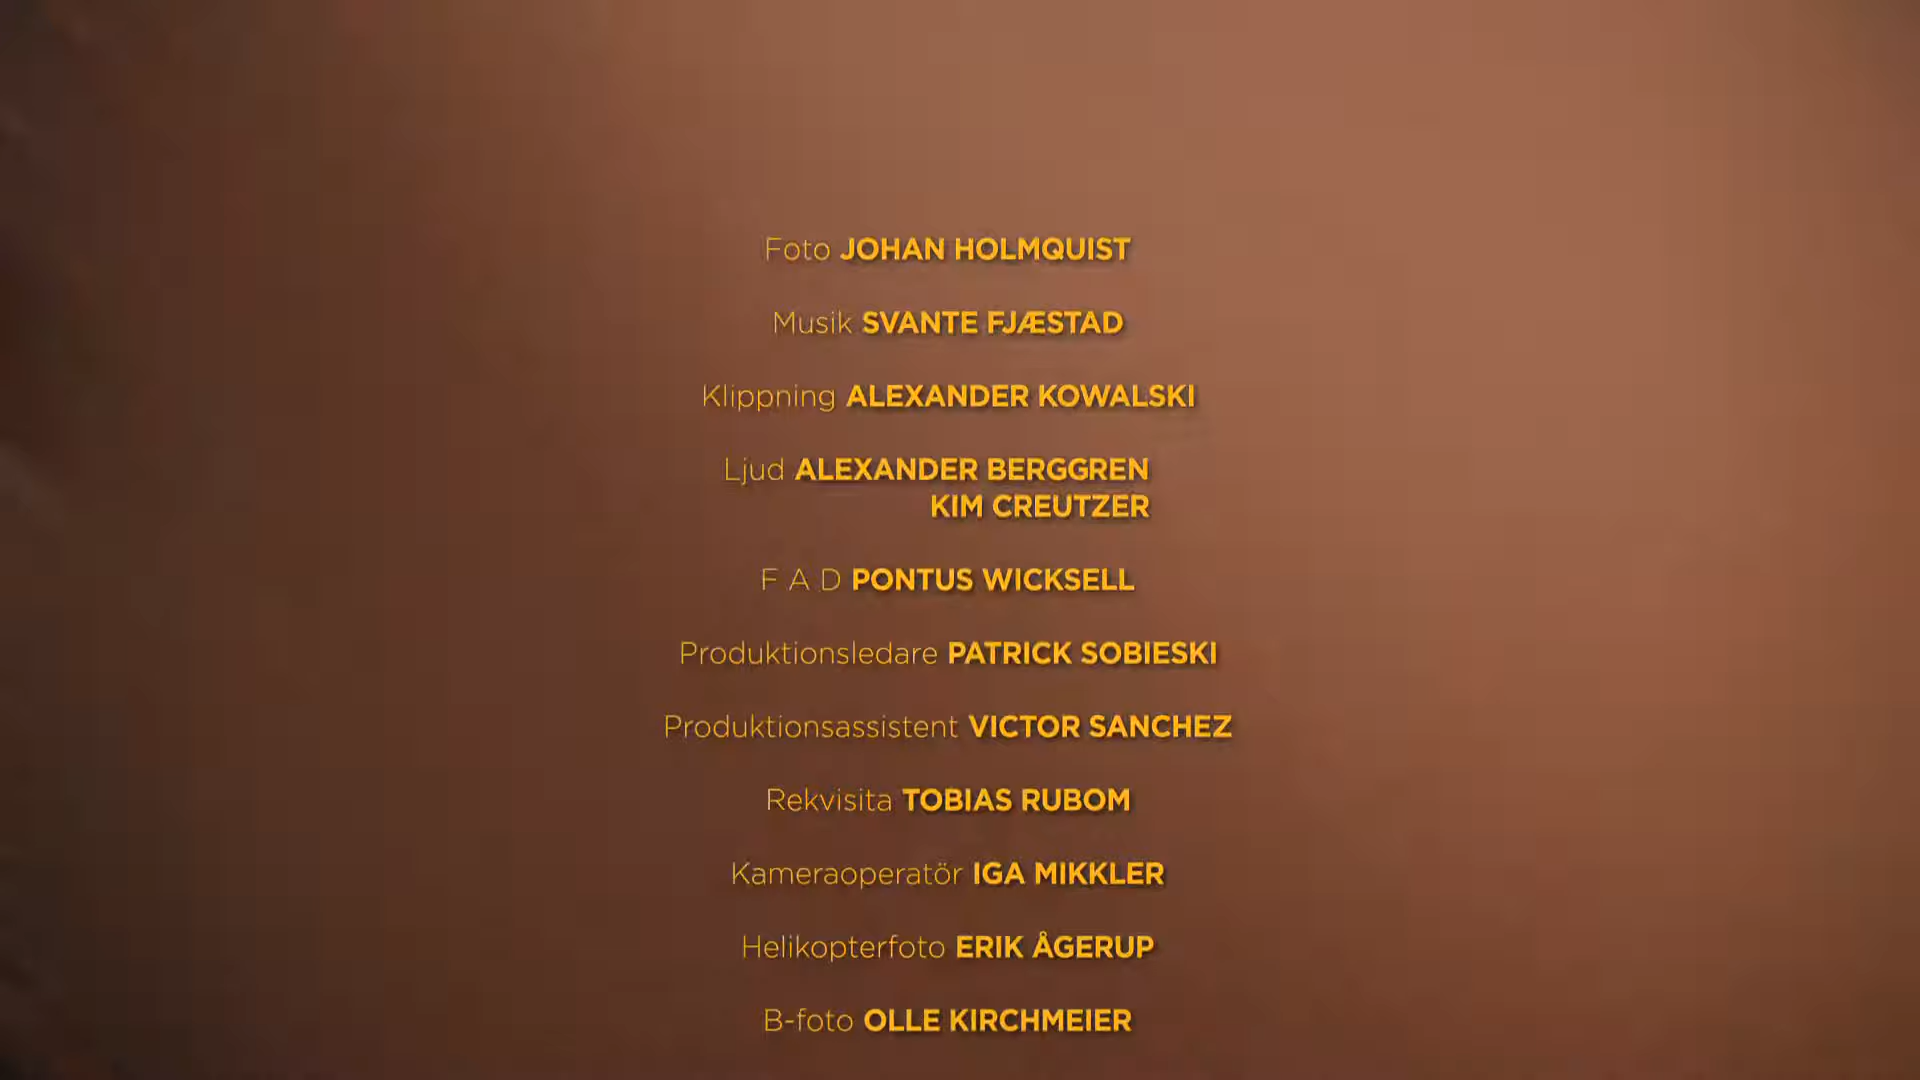 Foto JOHAN HOLMQUIST
Musik SVANTE FJÆSTAD
Klippning ALEXANDER KOWALSKI
Ljud ALEXANDER BERGGREN
KIM CREUTZER
F A D PONTUS WICKSELL
Produktionsledare PATRICK SOBIESKI
Produktionsassistent VICTOR SANCHEZ
Rekvisita TOBIAS RUBOM
Kameraoperatör IGA MIKKLER
Helikopterfoto ERIK ÅGERUP
B-foto OLLE KIRCHMEIER